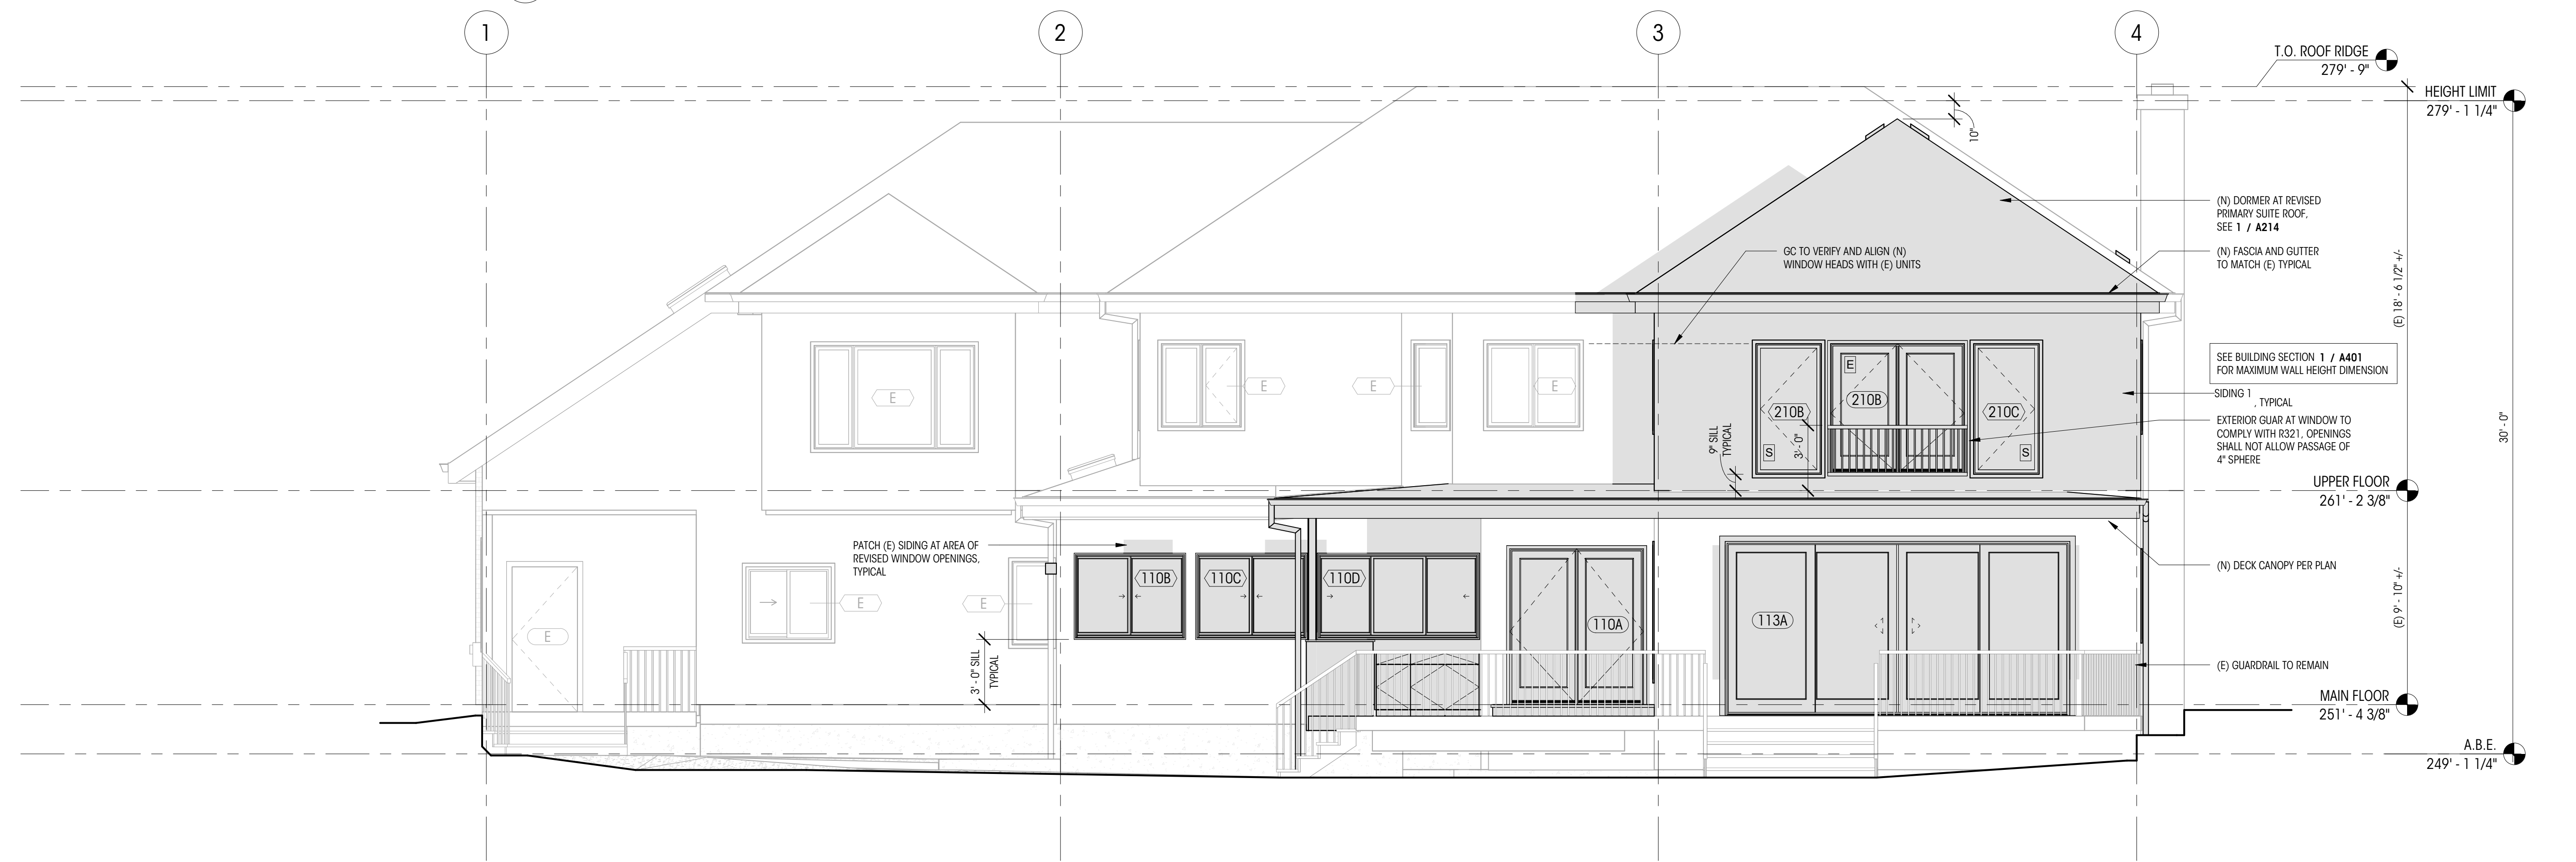 1
2
3
4
T.O. ROOF RIDGE
279' - 9"
HEIGHT LIMIT
279' - 1 1/4"
10"
(N) DORMER AT REVISED
PRIMARY SUITE ROOF,
SEE 1 / A214
(N) FASCIA AND GUTTER
TO MATCH (E) TYPICAL
GC TO VERIFY AND ALIGN (N)
WINDOW HEADS WITH (E) UNITS
(E) 18' - 6 1/2" +/-
SEE BUILDING SECTION 1 / A401
FOR MAXIMUM WALL HEIGHT DIMENSION
SIDING 1
, TYPICAL
EXTERIOR GUAR AT WINDOW TO
COMPLY WITH R321, OPENINGS
SHALL NOT ALLOW PASSAGE OF
4" SPHERE
30' - 0"
E
E
E
E
E
210B
210B
210C
S
S
9" SILL
TYPICAL
3' - 0"
UPPER FLOOR
261' - 2 3/8"
PATCH (E) SIDING AT AREA OF
REVISED WINDOW OPENINGS,
TYPICAL
(N) DECK CANOPY PER PLAN
(E) 9' - 10" +/-
110B
110C
110D
E
E
E
110A
113A
3' - 0" SILL
TYPICAL
(E) GUARDRAIL TO REMAIN
MAIN FLOOR
251' - 4 3/8"
A.B.E.
249' - 1 1/4"